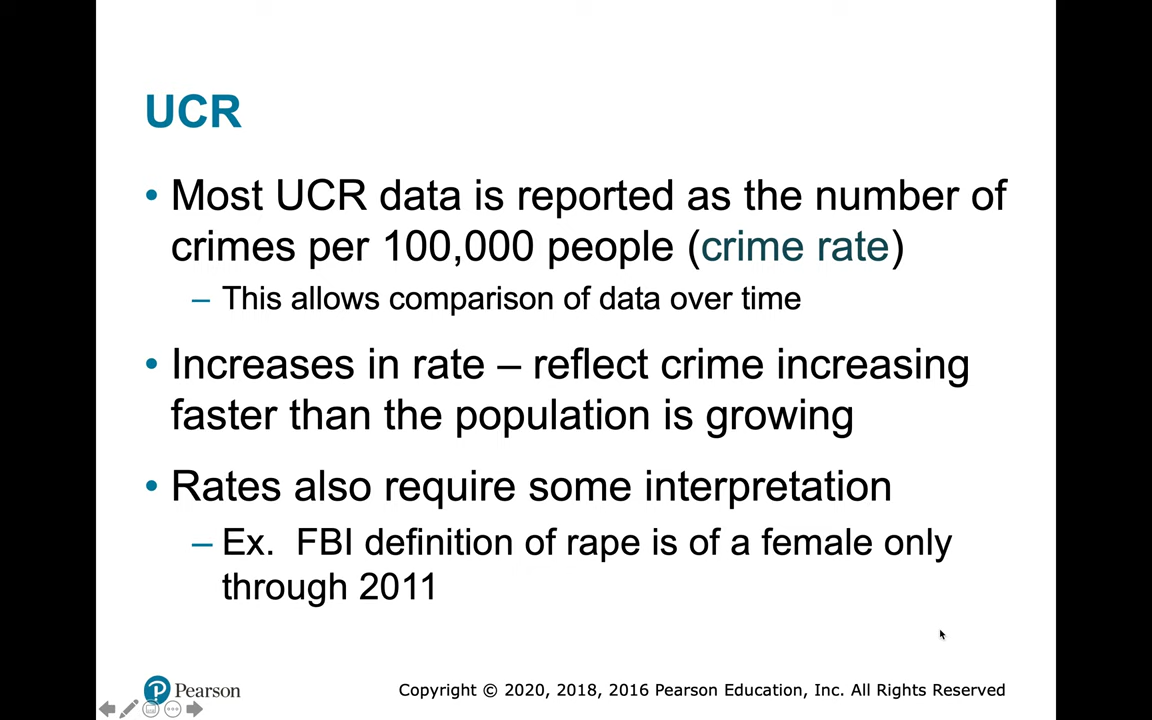 UCR
• Most UCR data is reported as the number of
crimes per 100,000 people (crime rate)
– This allows comparison of data over time
• Increases in rate – reflect crime increasing
faster than the population is growing
• Rates also require some interpretation
– Ex.  FBI definition of rape is of a female only
through 2011
Pearson
Copyright © 2020, 2018, 2016 Pearson Education, Inc. All Rights Reserved